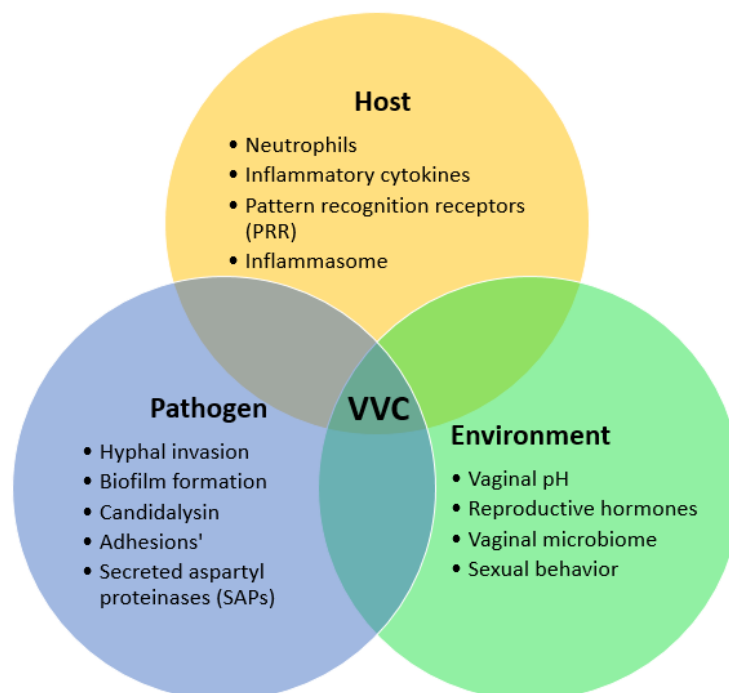 Host
• Neutrophils
• Inflammatory cytokines
• Pattern recognition receptors
(PRR)
• Inflammasome
Pathogen
• Hyphal invasion
• Biofilm formation
• Candidalysin
• Adhesions'
• Secreted aspartyl
proteinases (SAPs)
VVC
Environment
• Vaginal pH
• Reproductive hormones
• Vaginal microbiome
• Sexual behavior